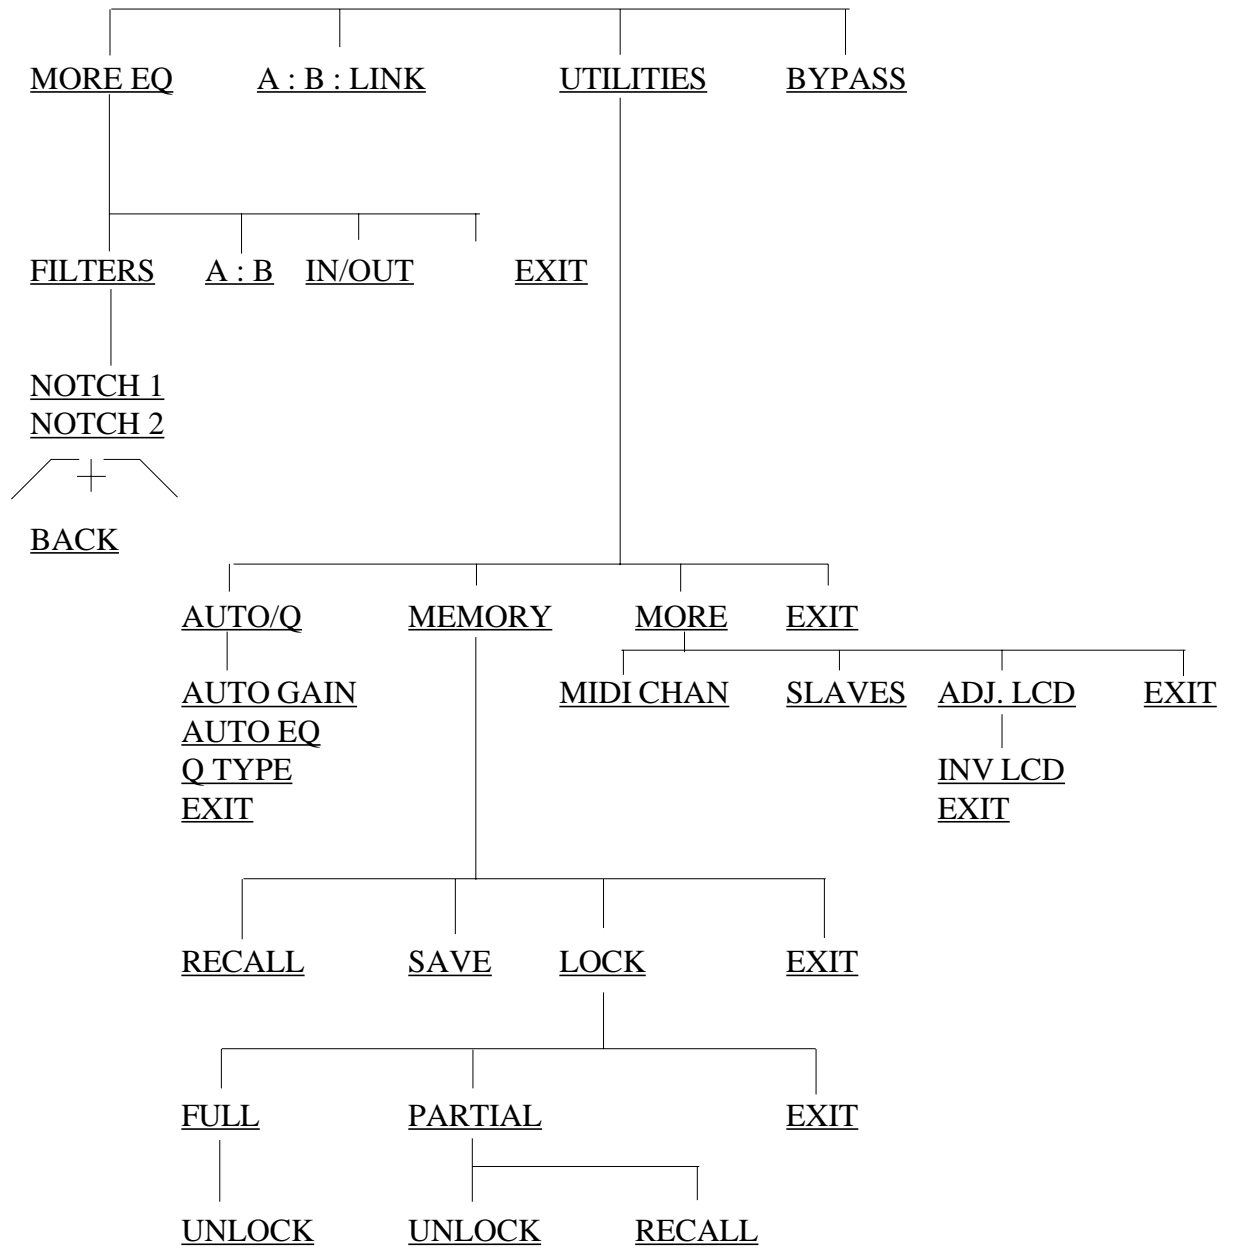 MORE EQ A : B : LINK UTILITIES BYPASS
FILTERS A : B IN/OUT EXIT
NOTCH 1
NOTCH 2
BACK
AUTO/Q MEMORY MORE EXIT
AUTO GAIN MIDI CHAN SLAVES ADJ. LCD EXIT
AUTO EQ
Q TYPE INV LCD
EXIT EXIT
RECALL SAVE LOCK EXIT
FULL PARTIAL EXIT
UNLOCK UNLOCK RECALL